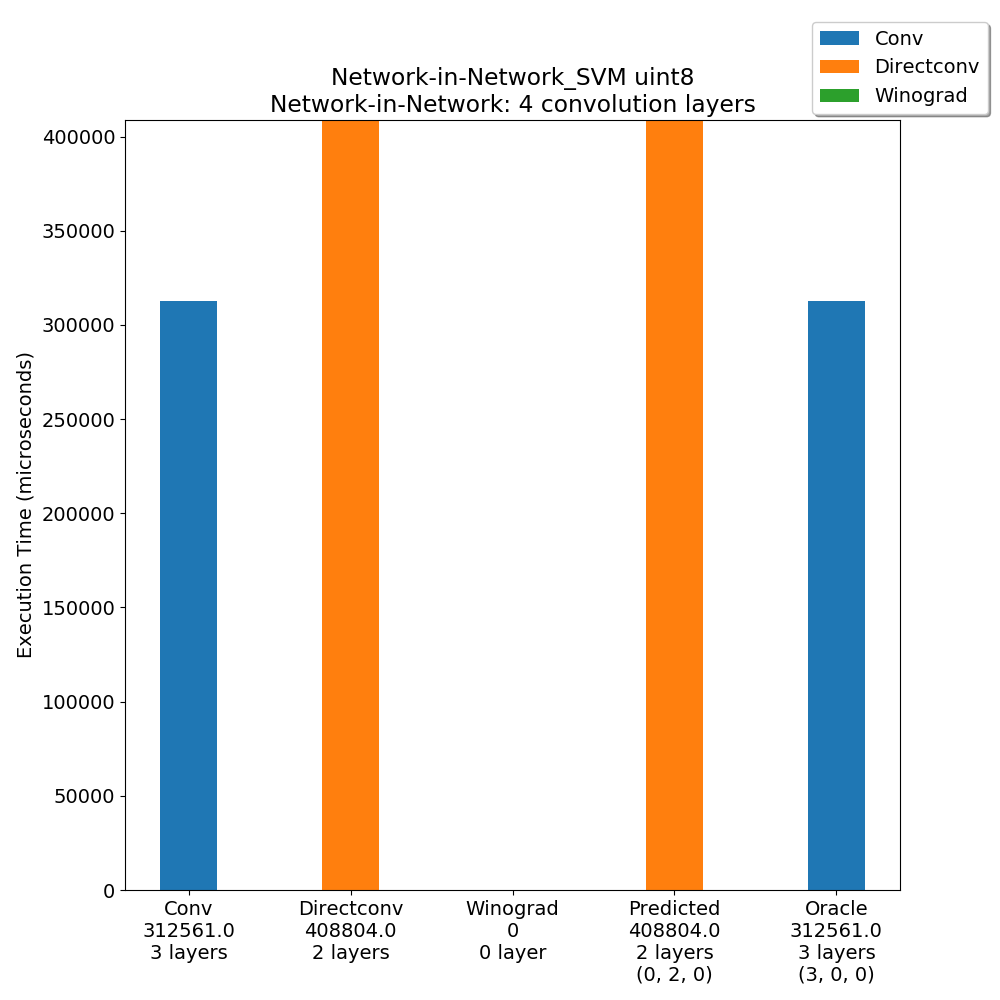 Conv
Directconv
Winograd
Network-in-Network_SVM uint8
Network-in-Network: 4 convolution layers
Execution Time (microseconds)
400000
350000
300000
250000
200000
150000
100000
50000
0
Conv
312561.0
3 layers
Directconv
408804.0
2 layers
Winograd
0
0 layer
Predicted
408804.0
2 layers
(0, 2, 0)
Oracle
312561.0
3 layers
(3, 0, 0)